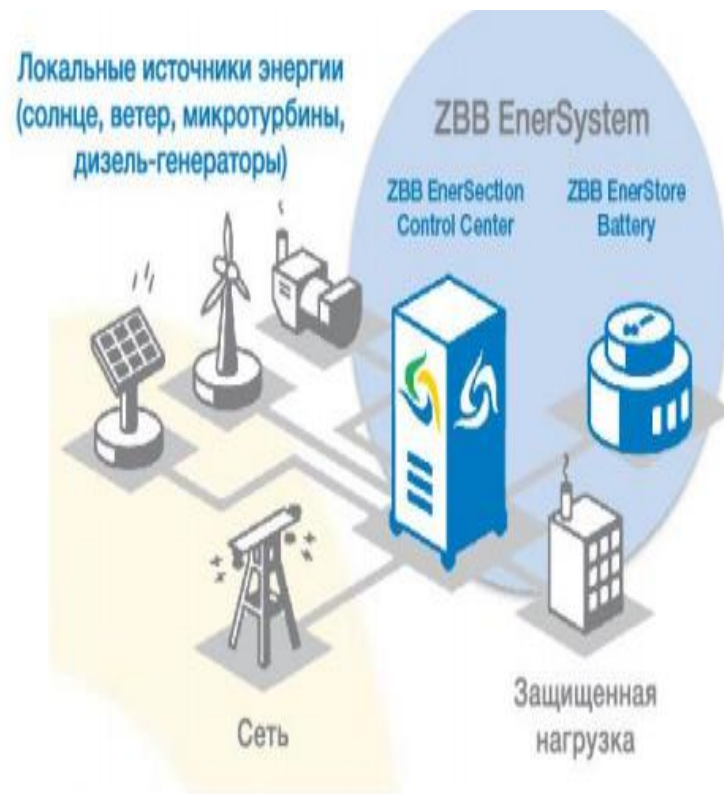 Локальные источники энергии
(солнце, ветер, микротурбины,
дизель-генераторы)
ZBB EnerSystem
ZBB EnerSection
Control Center
ZBB EnerStore
Battery
Сеть
Защищенная
нагрузка